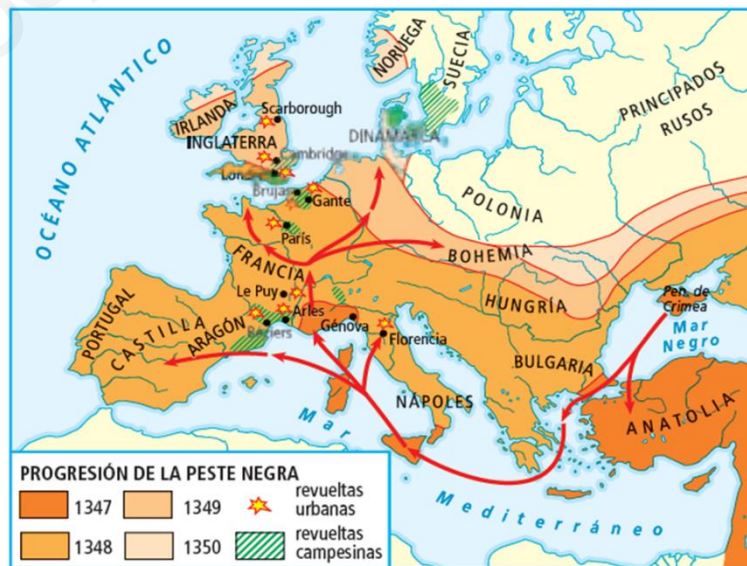 OCÉANO ATLÁNTICO
NORUEGA
SUECIA
PRINCIPADOS
RUSOS
IRLANDA
Scarborough
INGLATERRA
DINAMARCA
Cambridge
Brujas
Gante
POLONIA
París
BOHEMIA
FRANCIA
Le Puy
HUNGRÍA
Pen. de
Crimea
PORTUGAL
CASTILLA
ARAGÓN
Arles
Génova
Florencia
Mar
Negro
BULGARIA
NÁPOLES
ANATOLIA
Mar
Mediterráneo
PROGRESIÓN DE LA PESTE NEGRA
1347
1349
revueltas
urbanas
1348
1350
revueltas
campesinas